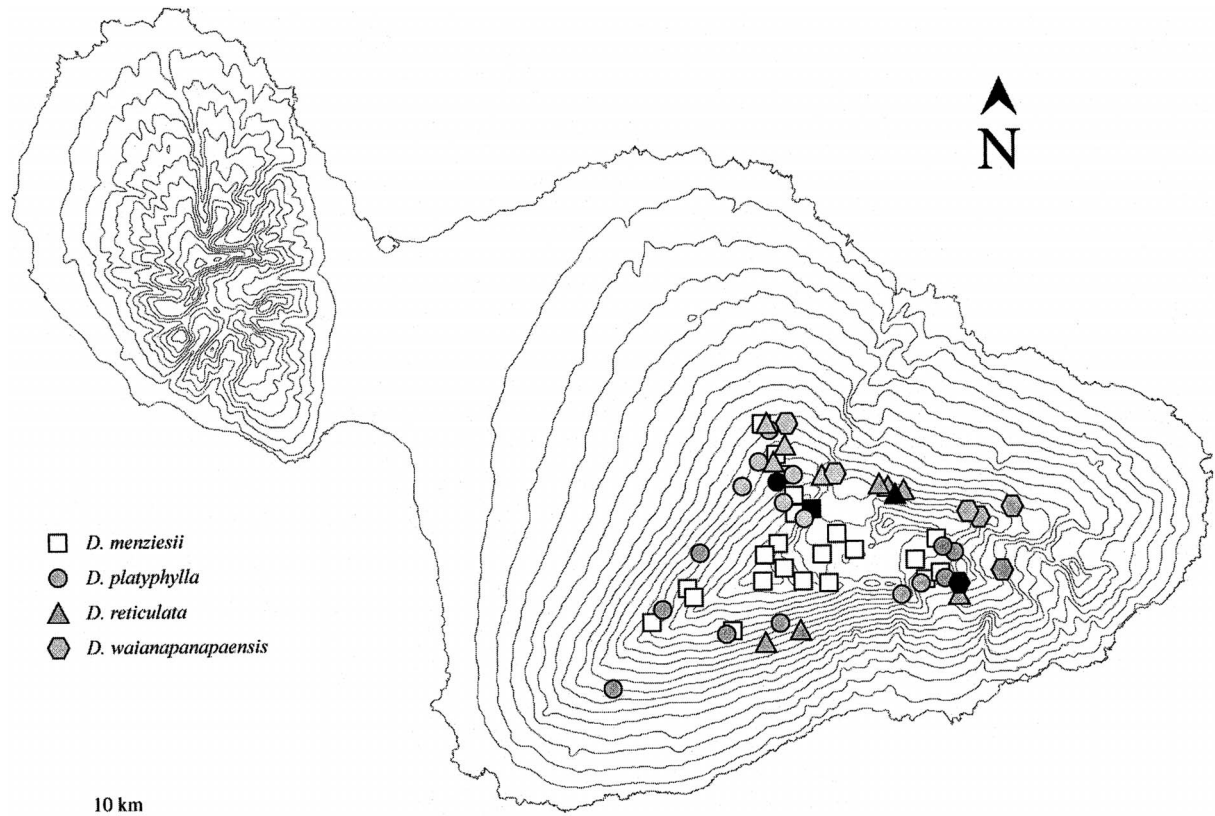 N
D. menziesii
D. platyphylla
D. reticulata
D. waianapanapaensis
10 km